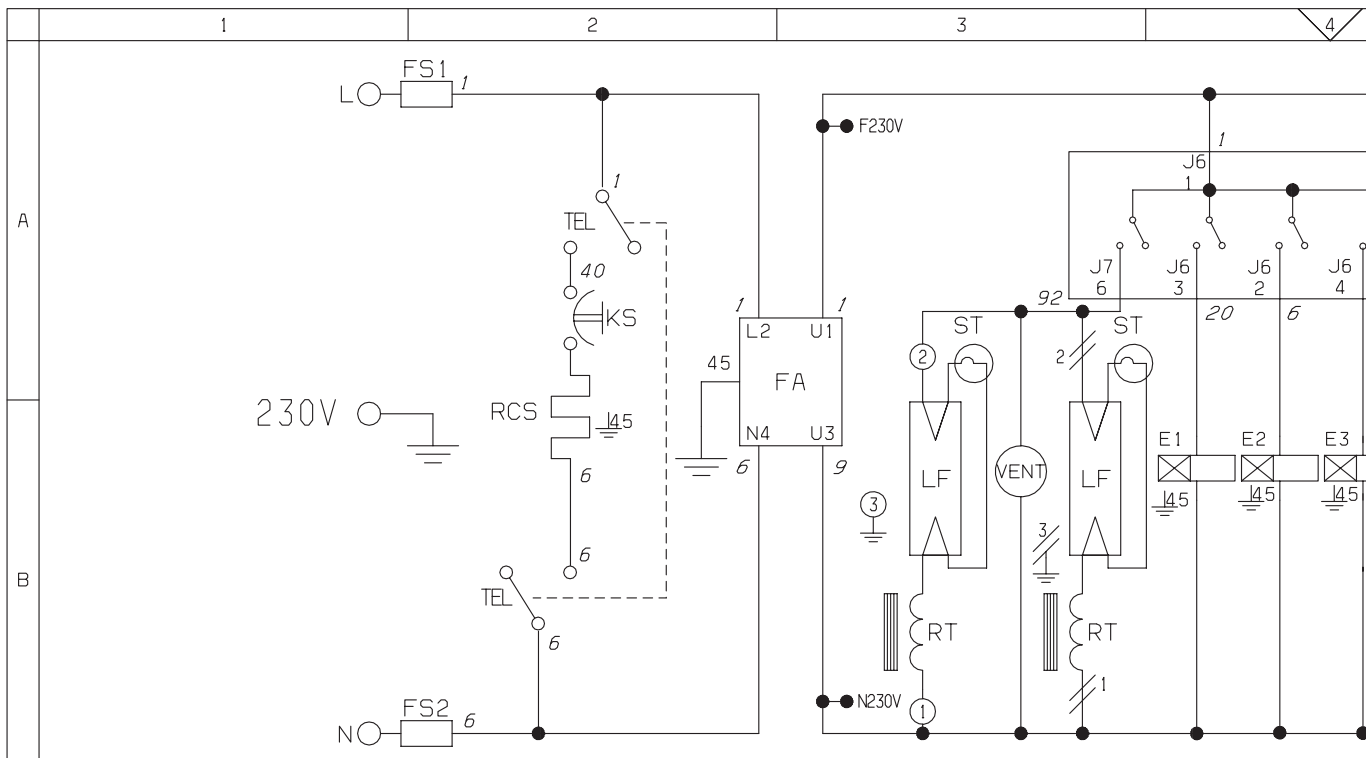 1 2 3 4
FS1 1
L
F230V
1
J6
1
1
A
TEL
40
J7 J6 J6 J6
6 3 2 4
92
20 6
KS
1 1
L2 U1
ST ST
2 2
45
FA
230V
RCS
45
N4 U3
6 9
E1 E2 E3
6
LF VENT LF
45 45 45
3
3
6
B
TEL
RT RT
6
1
N230V
1
FS2 6
N